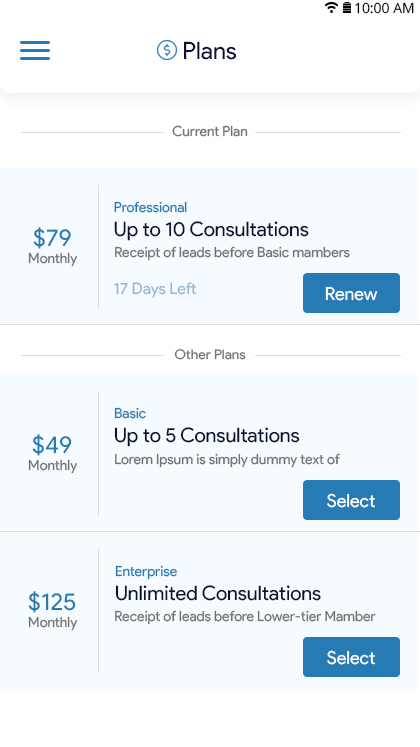 10:00 AM
Plans
Current Plan
Professional
Up to 10 Consultations
$79
Monthly
Receipt of leads before Basic mambers
17 Days Left
Renew
Other Plans
Basic
Up to 5 Consultations
$49
Monthly
Lorem Ipsum is simply dummy text of
Select
Enterprise
Unlimited Consultations
$125
Monthly
Receipt of leads before Lower-tier Mamber
Select